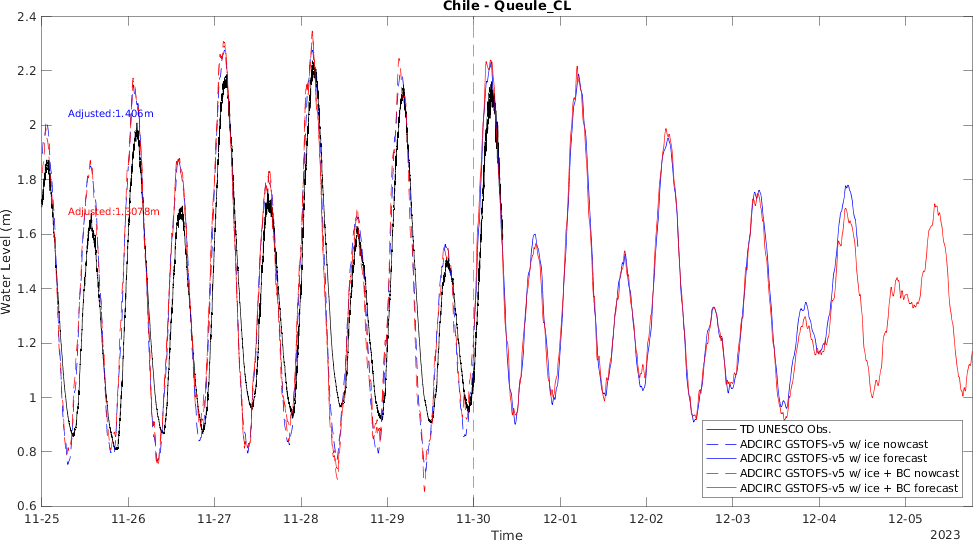 Chile - Queule_CL
2.4
2.2
2
1.8
1.6
1.4
1.2
1
0.8
0.6
Water Level (m)
Adjusted:1.406m
Adjusted:1.3078m
TD UNESCO Obs.
ADCIRC GSTOFS-v5 w/ ice nowcast
ADCIRC GSTOFS-v5 w/ ice forecast
ADCIRC GSTOFS-v5 w/ ice + BC nowcast
ADCIRC GSTOFS-v5 w/ ice + BC forecast
11-25 11-26 11-27 11-28 11-29 11-30 12-01 12-02 12-03 12-04 12-05
Time
2023